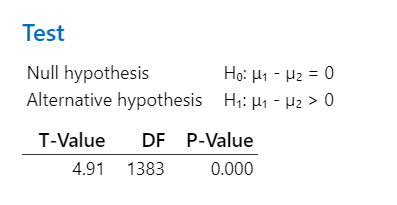 Test
Null hypothesis H₀: μ₁ - μ₂ = 0
Alternative hypothesis H₁: μ₁ - μ₂ > 0
T-Value DF P-Value
4.91 1383 0.000